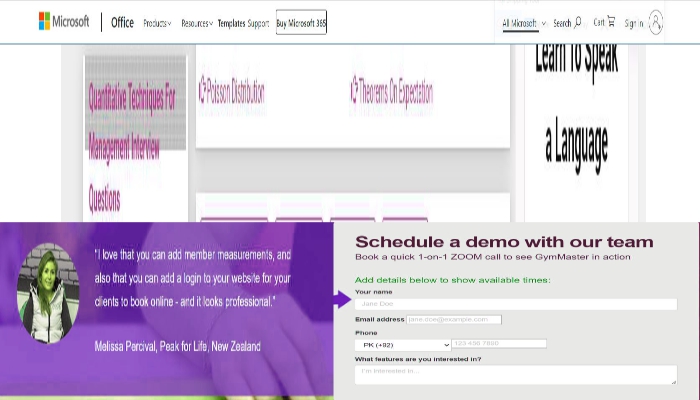 Microsoft
Office
Products
Resources
Templates
Support
Buy Microsoft 365
All Microsoft
Search
Cart
Sign in
Learn To Speak
a Language
Quantitative Techniques For
Management Interview
Questions
Poisson Distribution
Theorems On Expectation
"I love that you can add member measurements, and
also that you can add a login to your website for your
clients to book online - and it looks professional."
Melissa Percival, Peak for Life, New Zealand
Schedule a demo with our team
Book a quick 1-on-1 ZOOM call to see GymMaster in action
Add details below to show available times:
Your name
Jane Doe
Email address jane.doe@example.com
Phone
PK (+92) 123 456 7890
What features are you interested in?
I'm interested in...